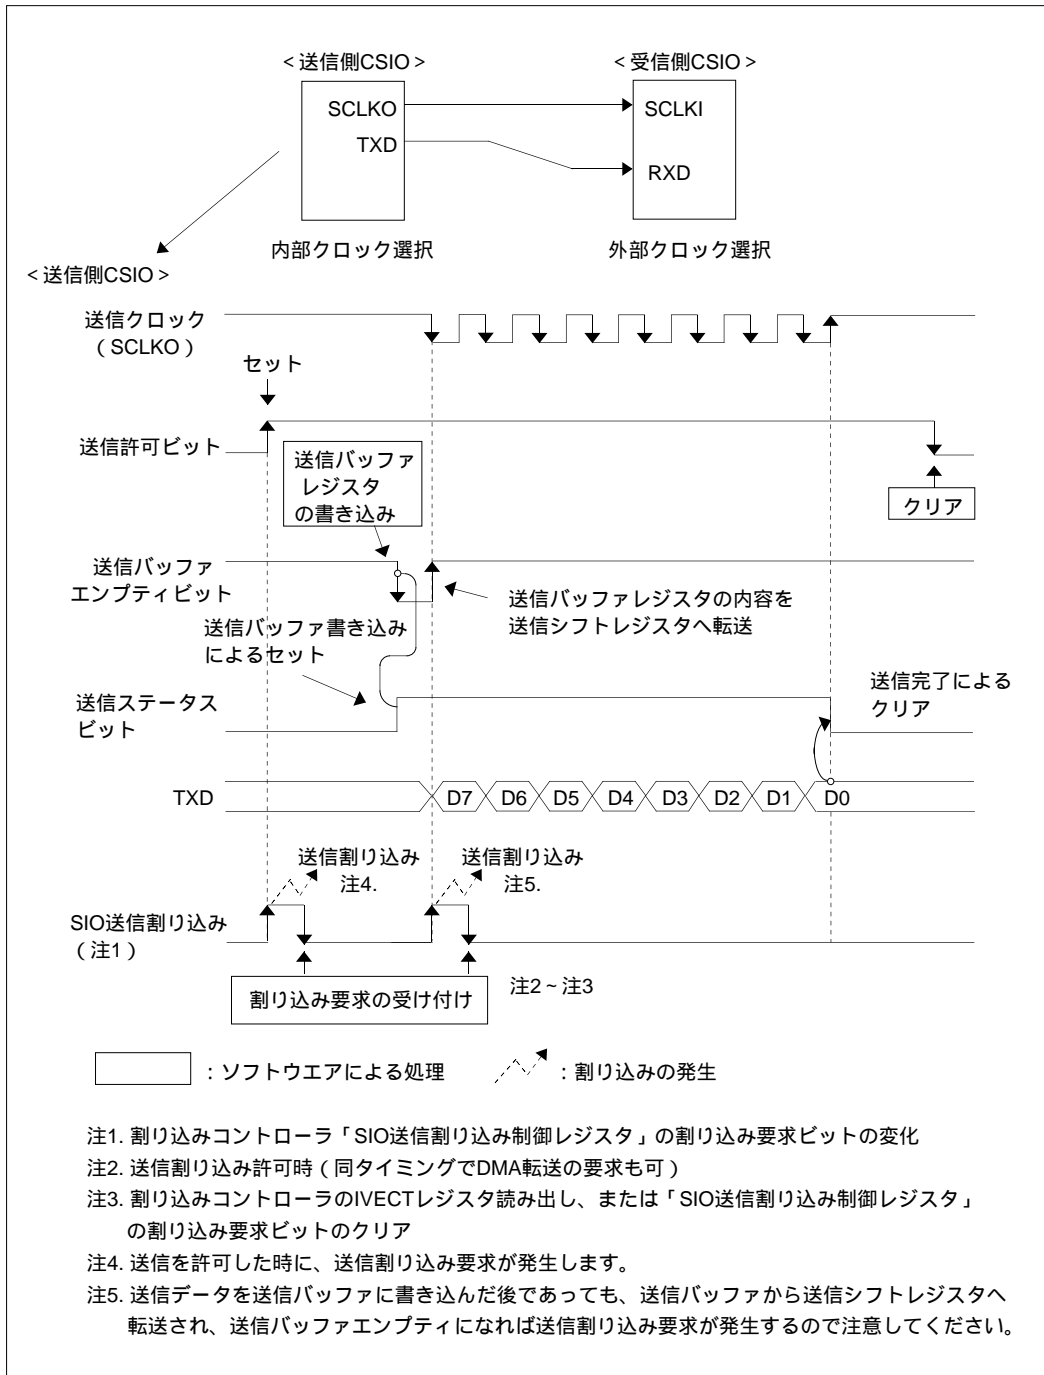 ＜送信側CSIO＞
＜受信側CSIO＞
SCLKO
TXD
SCLKI
RXD
内部クロック選択
外部クロック選択
＜送信側CSIO＞
送信クロック
（SCLKO）
セット
送信許可ビット
送信バッファ
レジスタ
の書き込み
クリア
送信バッファ
エンプティビット
送信バッファレジスタの内容を
送信シフトレジスタへ転送
送信バッファ書き込み
によるセット
送信ステータス
ビット
送信完了による
クリア
TXD
D7
D6
D5
D4
D3
D2
D1
D0
送信割り込み
注4.
送信割り込み
注5.
SIO送信割り込み
（注1）
割り込み要求の受け付け
注2～注3
：ソフトウエアによる処理
：割り込みの発生
注1. 割り込みコントローラ「SIO送信割り込み制御レジスタ」の割り込み要求ビットの変化
注2. 送信割り込み許可時（同タイミングでDMA転送の要求も可）
注3. 割り込みコントローラのIVECTレジスタ読み出し、または「SIO送信割り込み制御レジスタ」
の割り込み要求ビットのクリア
注4. 送信を許可した時に、送信割り込み要求が発生します。
注5. 送信データを送信バッファに書き込んだ後であっても、送信バッファから送信シフトレジスタへ
転送され、送信バッファエンプティになれば送信割り込み要求が発生するので注意してください。